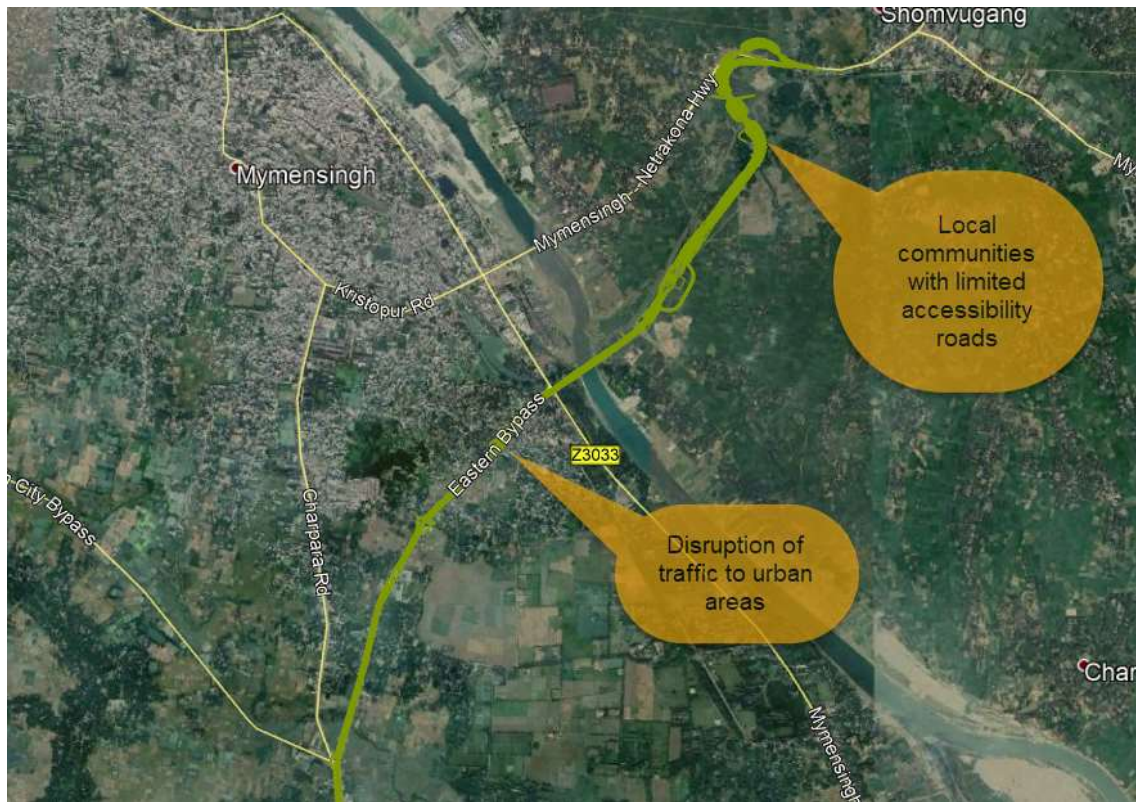 Shomvugang
Mymensingh - Netrakona Hwy
My
Mymensingh
Local
communities
with limited
accessibility
roads
Kristopur Rd
Eastern Bypass
Z3033
n City Bypass
Charpara Rd
Disruption of
traffic to urban
areas
Char
Mymensingh